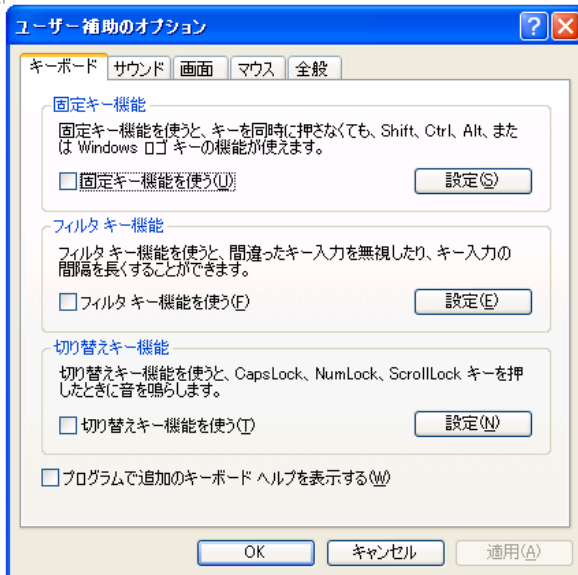 ユーザー補助のオプション
キーボード サウンド 画面 マウス 全般
固定キー機能
固定キー機能を使うと、キーを同時に押さなくても、Shift、Ctrl、Alt、また
は Windows ロゴ キーの機能が使えます。
固定キー機能を使う(U) 設定(S)
フィルタ キー機能
フィルタ キー機能を使うと、間違ったキー入力を無視したり、キー入力の
間隔を長くすることができます。
フィルタ キー機能を使う(F) 設定(E)
切り替えキー機能
切り替えキー機能を使うと、CapsLock、NumLock、ScrollLock キーを押
したときに音を鳴らします。
切り替えキー機能を使う(T) 設定(N)
プログラムで追加のキーボード ヘルプを表示する(W)
OK キャンセル 適用(A)